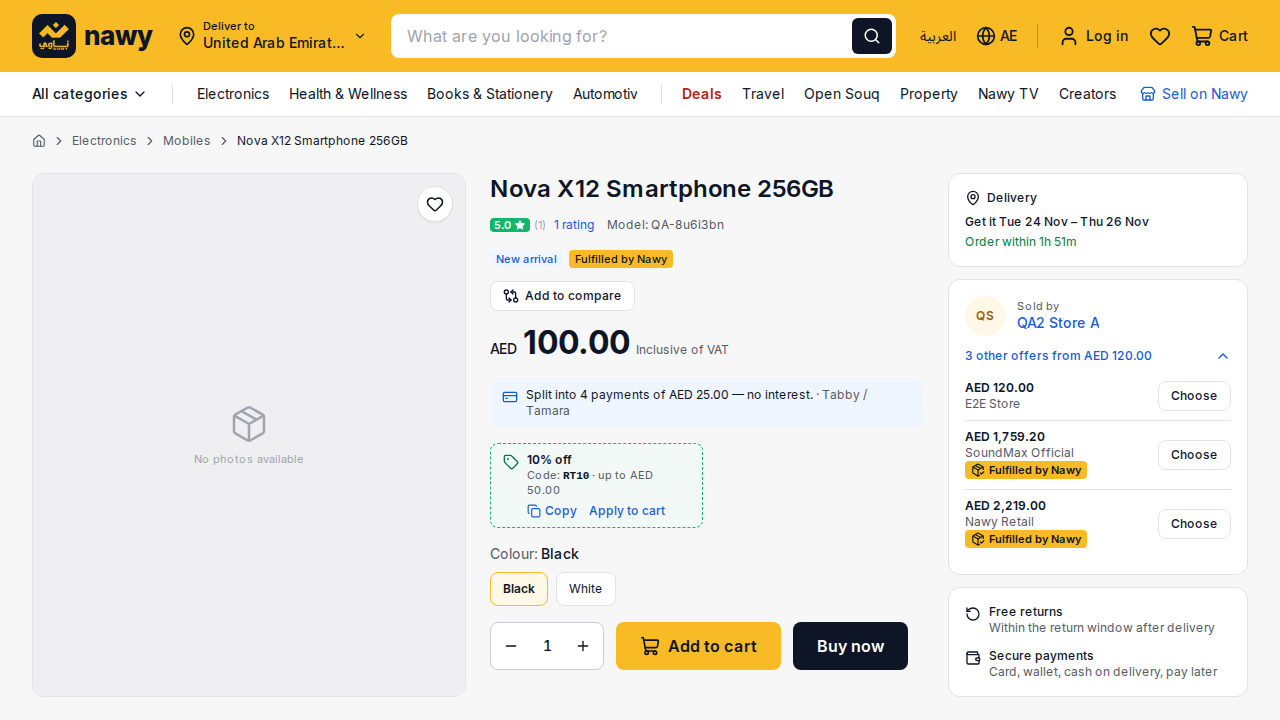 ناوي
NAWY
nawy
Deliver to
United Arab Emirat...
What are you looking for?
العربية
AE
Log in
Cart
All categories
Electronics
Health & Wellness
Books & Stationery
Automotiv
Deals
Travel
Open Souq
Property
Nawy TV
Creators
Sell on Nawy
Electronics
Mobiles
Nova X12 Smartphone 256GB
No photos available
Nova X12 Smartphone 256GB
5.0 (1) 1 rating Model: QA-8u6l3bn
New arrival
Fulfilled by Nawy
Add to compare
AED 100.00 Inclusive of VAT
Split into 4 payments of AED 25.00 — no interest. · Tabby /
Tamara
10% off
Code: RT10 · up to AED
50.00
Copy Apply to cart
Colour: Black
Black
White
1
Add to cart
Buy now
Delivery
Get it Tue 24 Nov – Thu 26 Nov
Order within 1h 51m
QS
Sold by
QA2 Store A
3 other offers from AED 120.00
AED 120.00
E2E Store
Choose
AED 1,759.20
SoundMax Official
Fulfilled by Nawy
Choose
AED 2,219.00
Nawy Retail
Fulfilled by Nawy
Choose
Free returns
Within the return window after delivery
Secure payments
Card, wallet, cash on delivery, pay later